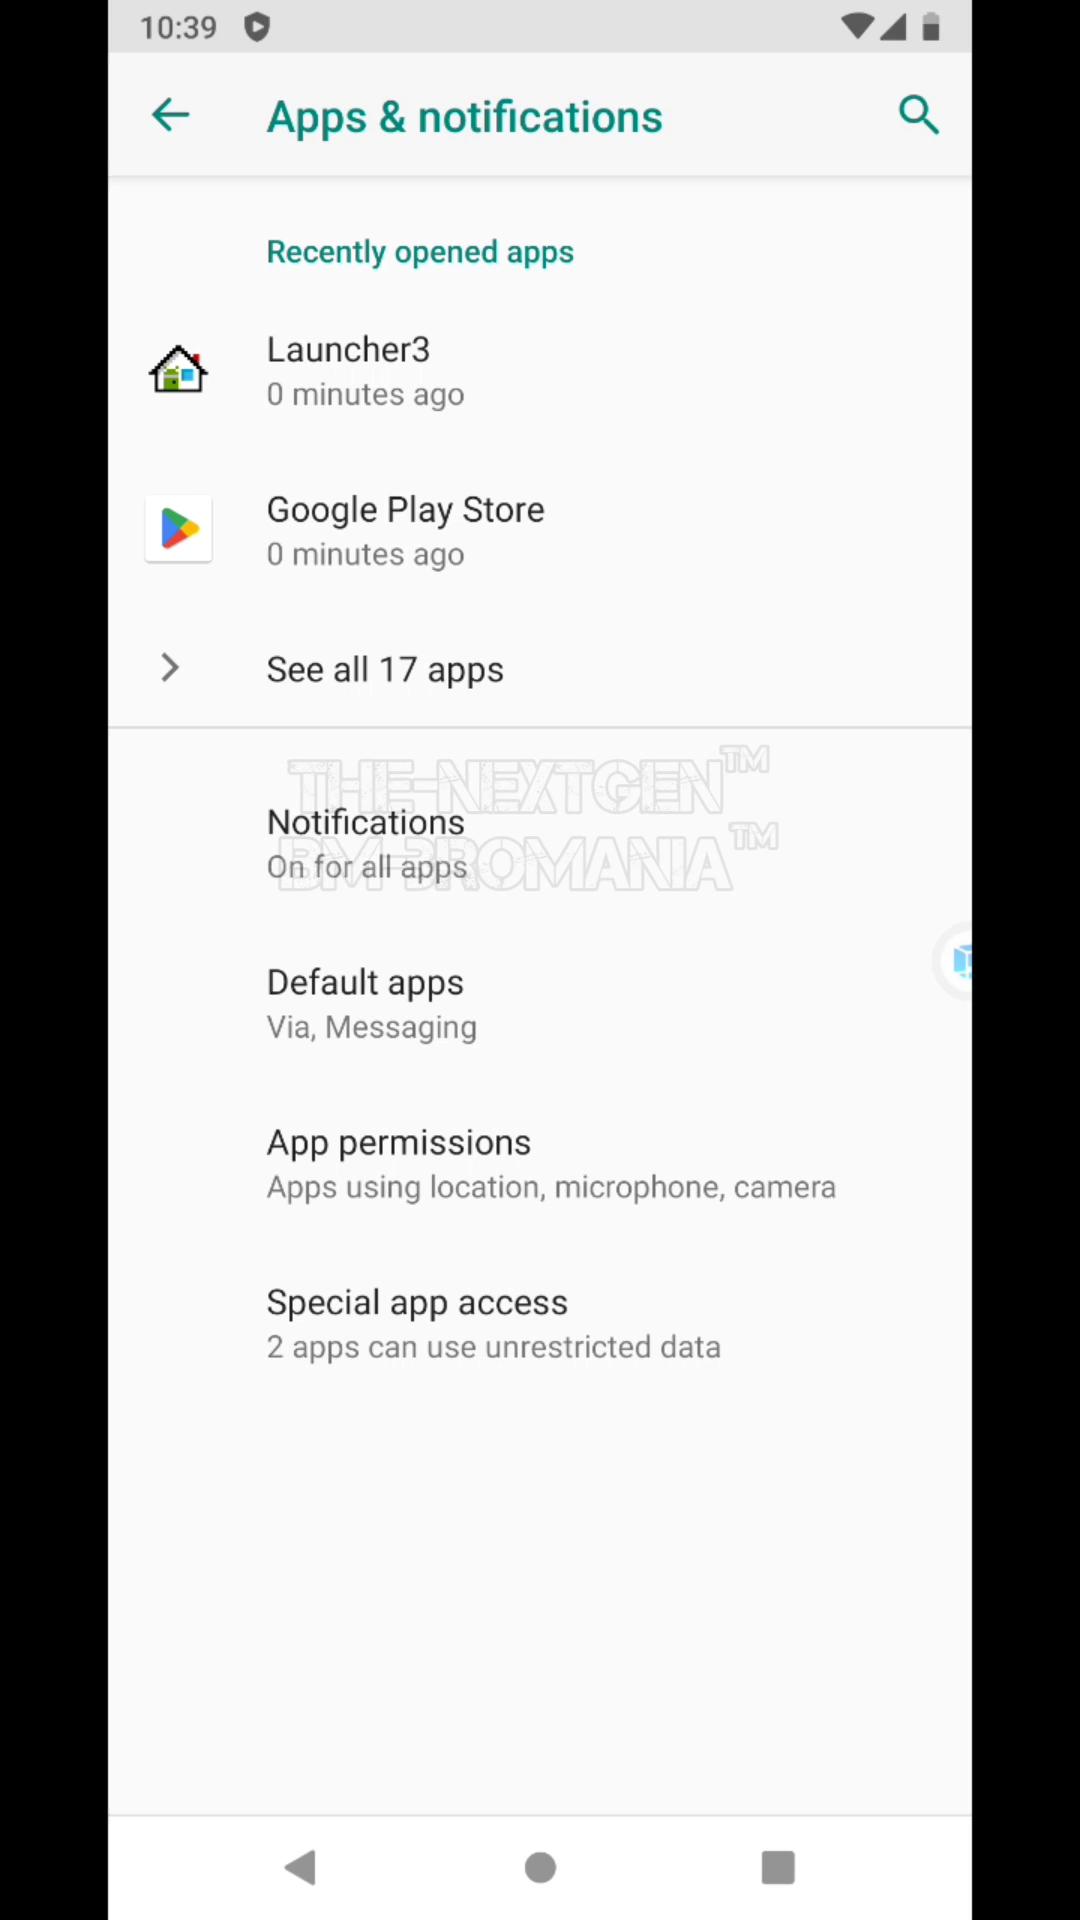 10:39
Apps & notifications
Recently opened apps
Launcher3
0 minutes ago
Google Play Store
0 minutes ago
See all 17 apps
THE-NEXTGEN™
Notifications
BM-BROMANIA™
On for all apps
Default apps
Via, Messaging
App permissions
Apps using location, microphone, camera
Special app access
2 apps can use unrestricted data